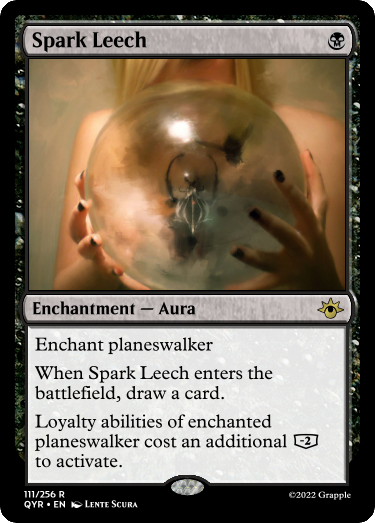 Spark Leech
Enchantment — Aura
Enchant planeswalker
When Spark Leech enters the
battlefield, draw a card.
Loyalty abilities of enchanted
planeswalker cost an additional -2
to activate.
111/256 R
QYR • EN Lente Scura
©2022 Grapple